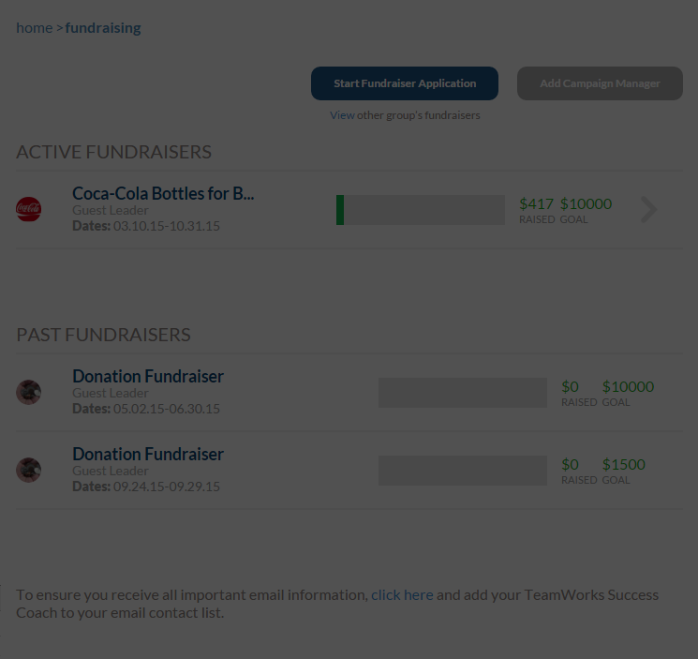 home > fundraising
Start Fundraiser Application
Add Campaign Manager
View other group's fundraisers
ACTIVE FUNDRAISERS
Coca-Cola Bottles for B...
Guest Leader
Dates: 03.10.15-10.31.15
$417 $10000
RAISED GOAL
PAST FUNDRAISERS
Donation Fundraiser
Guest Leader
Dates: 05.02.15-06.30.15
$0 $10000
RAISED GOAL
Donation Fundraiser
Guest Leader
Dates: 09.24.15-09.29.15
$0 $1500
RAISED GOAL
To ensure you receive all important email information, click here and add your TeamWorks Success
Coach to your email contact list.